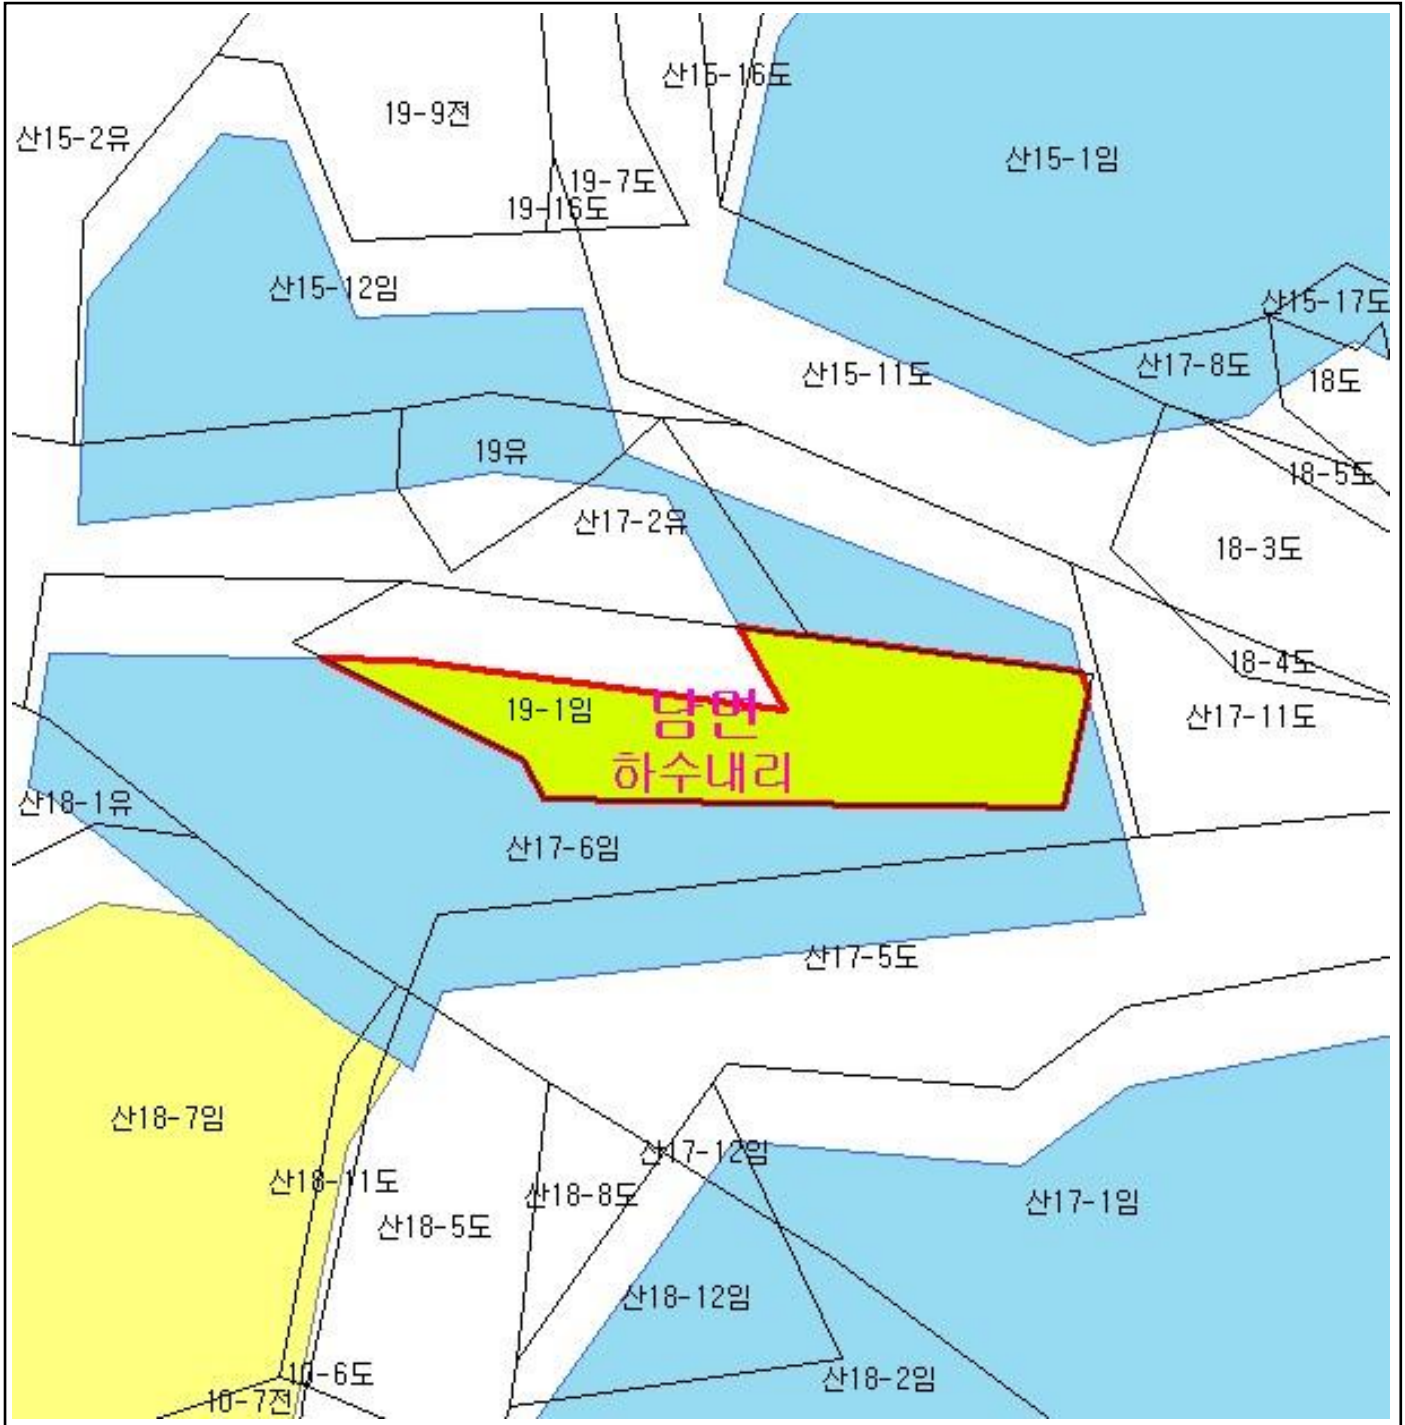 산15-16도
19-9전
산15-2유
산15-1임
19-7도
19-16도
산15-12임
산15-17도
산17-8도
산15-11도
18도
19유
18-5도
산17-2유
18-3도
18-4도
19-1임
남면
산17-11도
하수내리
산18-1유
산17-6임
산17-5도
산18-7임
산17-12임
산18-11도
산18-8도
산17-1임
산18-5도
산18-12임
10-6도
산18-2임
10-7전